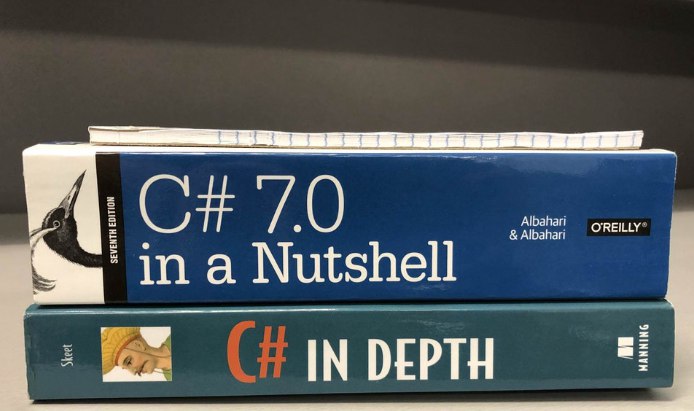 SEVENTH EDITION
C# 7.0
in a Nutshell
Albahari
& Albahari
O'REILLY®
Skeet
C# IN DEPTH
MANNING